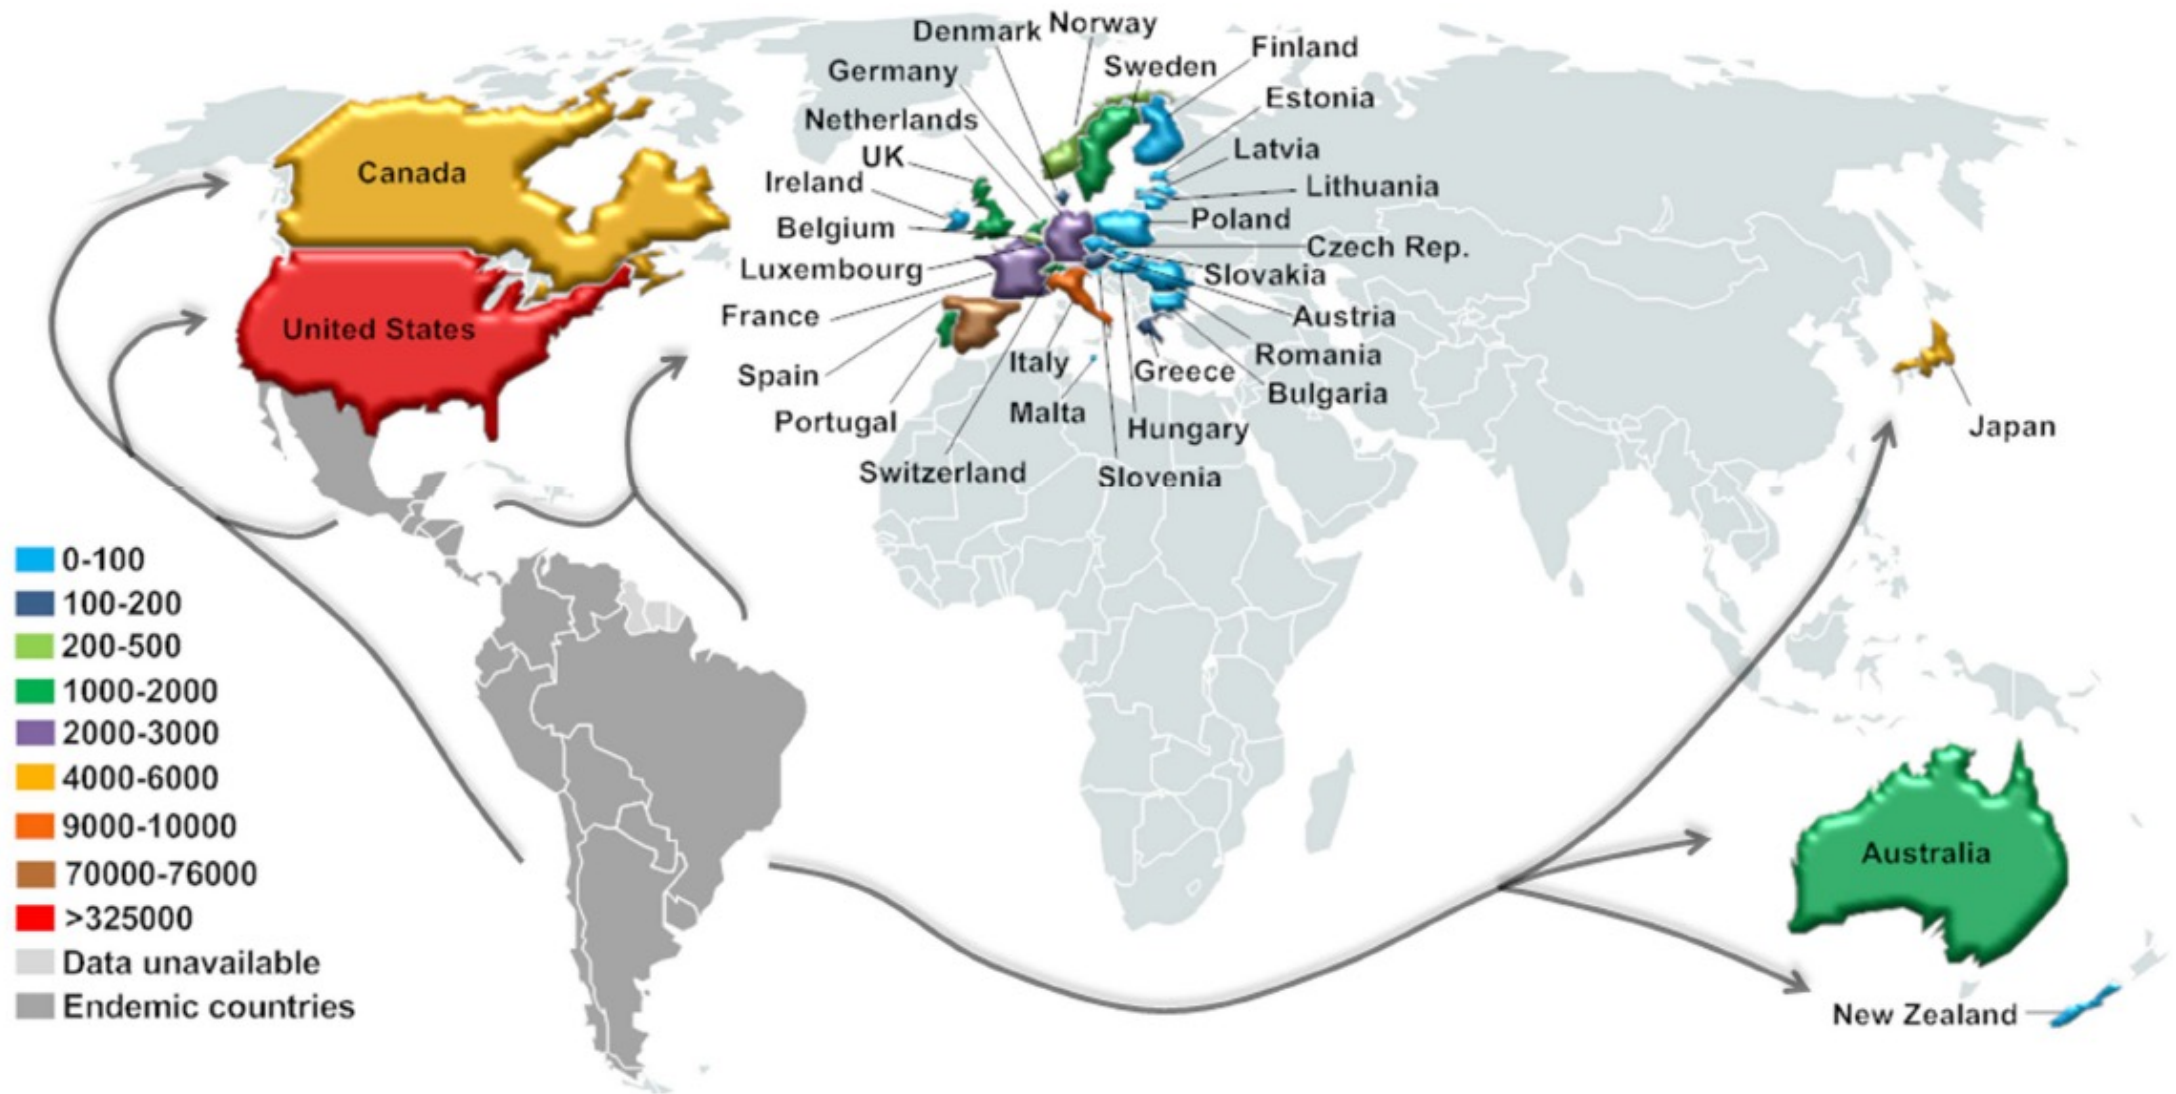 Denmark
Norway
Finland
Germany
Sweden
Estonia
Netherlands
Latvia
UK
Ireland
Lithuania
Canada
Belgium
Poland
Czech Rep.
Luxembourg
Slovakia
France
Austria
United States
Italy
Romania
Spain
Greece
Bulgaria
Malta
Portugal
Hungary
Japan
Switzerland
Slovenia
0-100
100-200
200-500
1000-2000
2000-3000
4000-6000
9000-10000
70000-76000
>325000
Data unavailable
Endemic countries
Australia
New Zealand